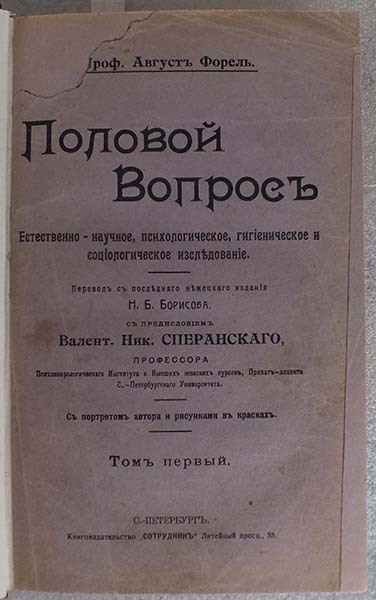 Проф. Августъ Форель.
Половой
Вопросъ
Естественно-научное, психологическое, гигіеническое и
соціологическое изслѣдованіе.
Переводъ съ послѣдняго нѣмецкаго изданія
Н. Б. Борисова.
съ предисловіемъ
Валент. Ник. СПЕРАНСКАГО,
ПРОФЕССОРА
Психоневрологическаго Института и Высшихъ женскихъ курсовъ, Приватъ-доцента
С.-Петербургскаго Университета.
Съ портретомъ автора и рисунками въ краскахъ.
Томъ первый.
С.-ПЕТЕРБУРГЪ.
Книгоиздательство „СОТРУДНИКЪ“ Литейный просп., 53.